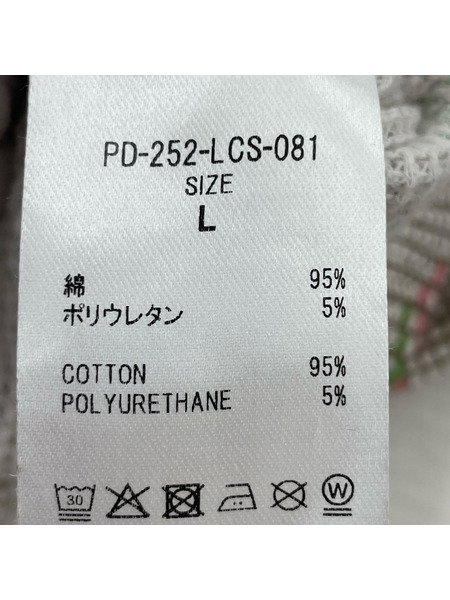 PD-252-LCS-081
SIZE
L
綿 95%
ポリウレタン 5%
COTTON 95%
POLYURETHANE 5%
30 W